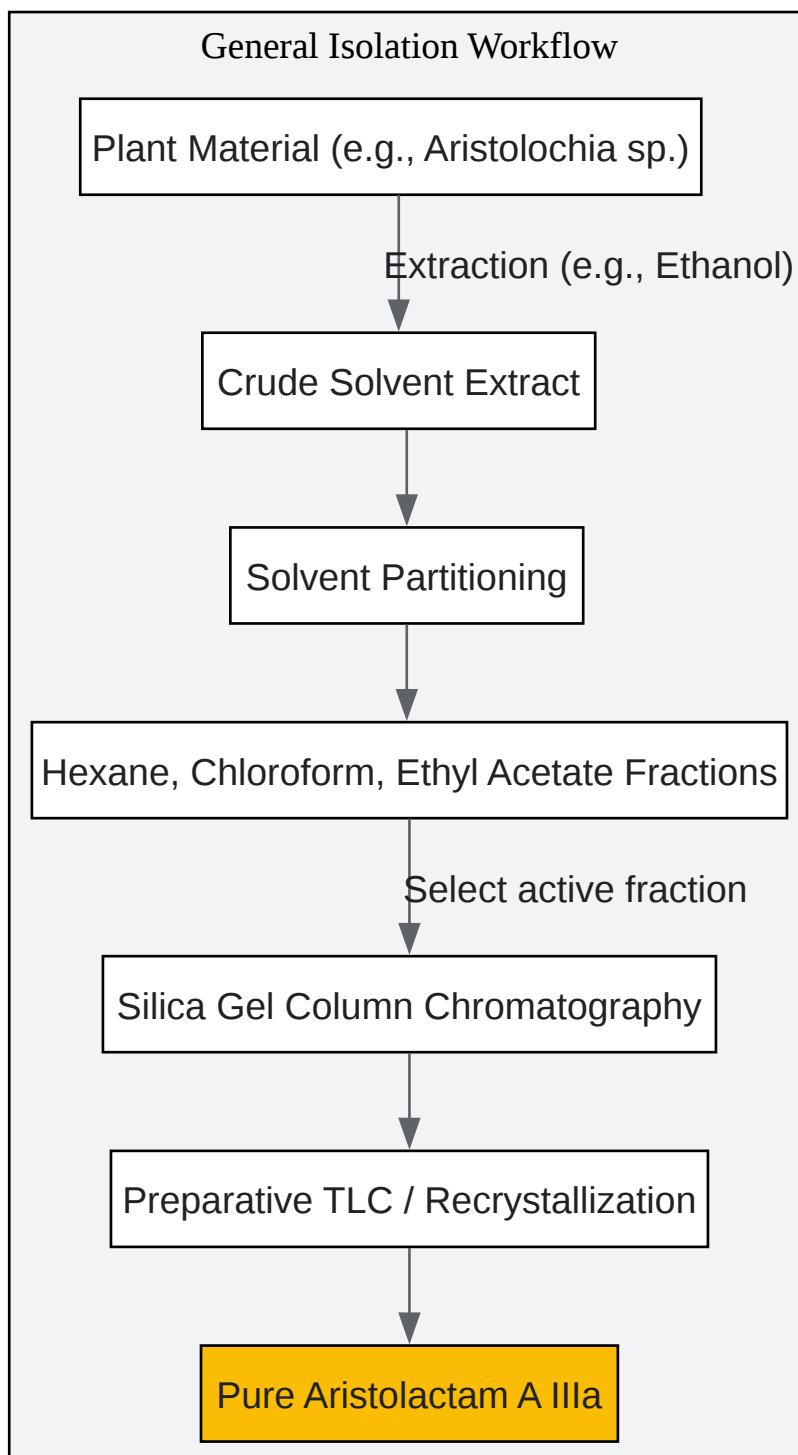 General Isolation Workflow
Plant Material (e.g., Aristolochia sp.)
Extraction (e.g., Ethanol)
Crude Solvent Extract
Solvent Partitioning
Hexane, Chloroform, Ethyl Acetate Fractions
Select active fraction
Silica Gel Column Chromatography
Preparative TLC / Recrystallization
Pure Aristolactam A IIIa